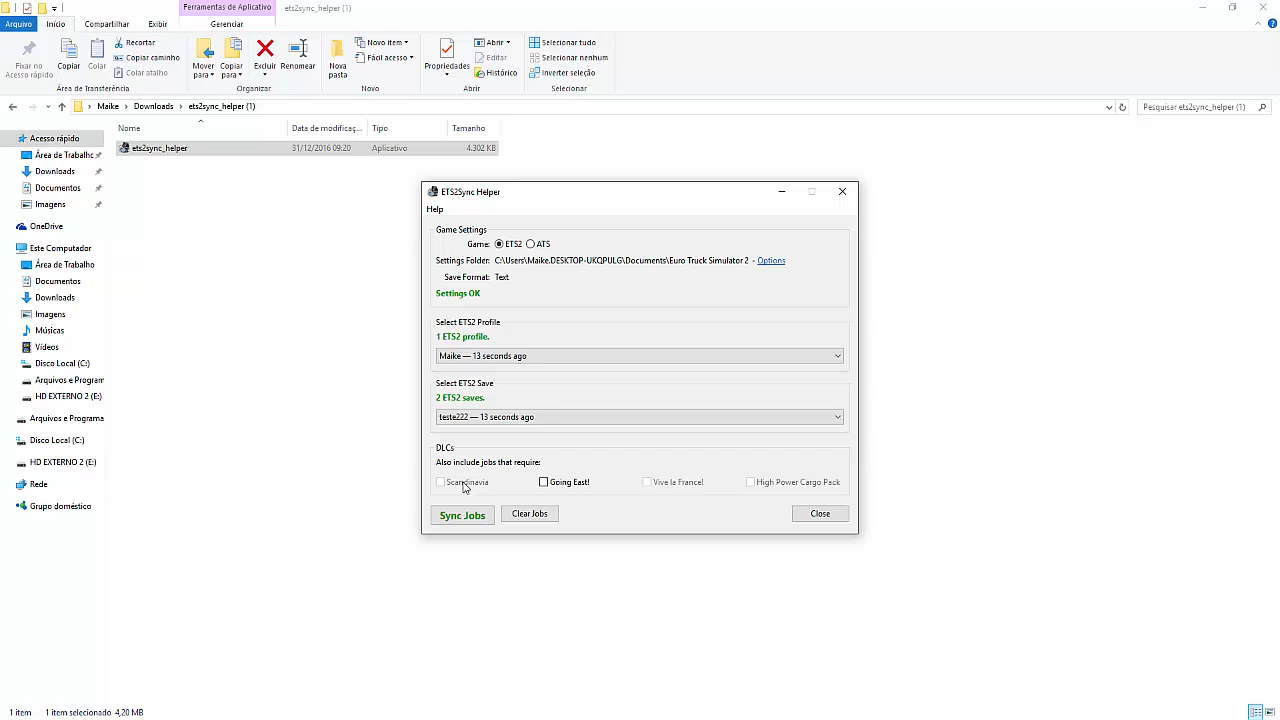 Ferramentas de Aplicativo
ets2sync_helper (1)
Arquivo
Início
Compartilhar
Exibir
Gerenciar
Fixar no
Acesso rápido
Copiar
Colar
Recortar
Copiar caminho
Colar atalho
Área de Transferência
Mover
para
Copiar
para
Excluir
Renomear
Organizar
Nova
pasta
Novo item
Fácil acesso
Novo
Propriedades
Abrir
Editar
Histórico
Abrir
Selecionar tudo
Selecionar nenhum
Inverter seleção
Selecionar
Maike > Downloads > ets2sync_helper (1)
Pesquisar ets2sync_helper (1)
Nome
Data de modificaç...
Tipo
Tamanho
ets2sync_helper
31/12/2016 09:20
Aplicativo
4.302 KB
Acesso rápido
Área de Trabalho
Downloads
Documentos
Imagens
OneDrive
Este Computador
Área de Trabalho
Documentos
Downloads
Imagens
Músicas
Vídeos
Disco Local (C:)
Arquivos e Program
HD EXTERNO 2 (E:)
Arquivos e Programa
Disco Local (C:)
HD EXTERNO 2 (E:)
Rede
Grupo doméstico
ETS2Sync Helper
Help
Game Settings
Game: ETS2 ATS
Settings Folder: C:\Users\Maike.DESKTOP-UKQPULG\Documents\Euro Truck Simulator 2 - Options
Save Format: Text
Settings OK
Select ETS2 Profile
1 ETS2 profile.
Maike — 13 seconds ago
Select ETS2 Save
2 ETS2 saves.
teste222 — 13 seconds ago
DLCs
Also include jobs that require:
Scandinavia
Going East!
Vive la France!
High Power Cargo Pack
Sync Jobs
Clear Jobs
Close
1 item
1 item selecionado 4,20 MB